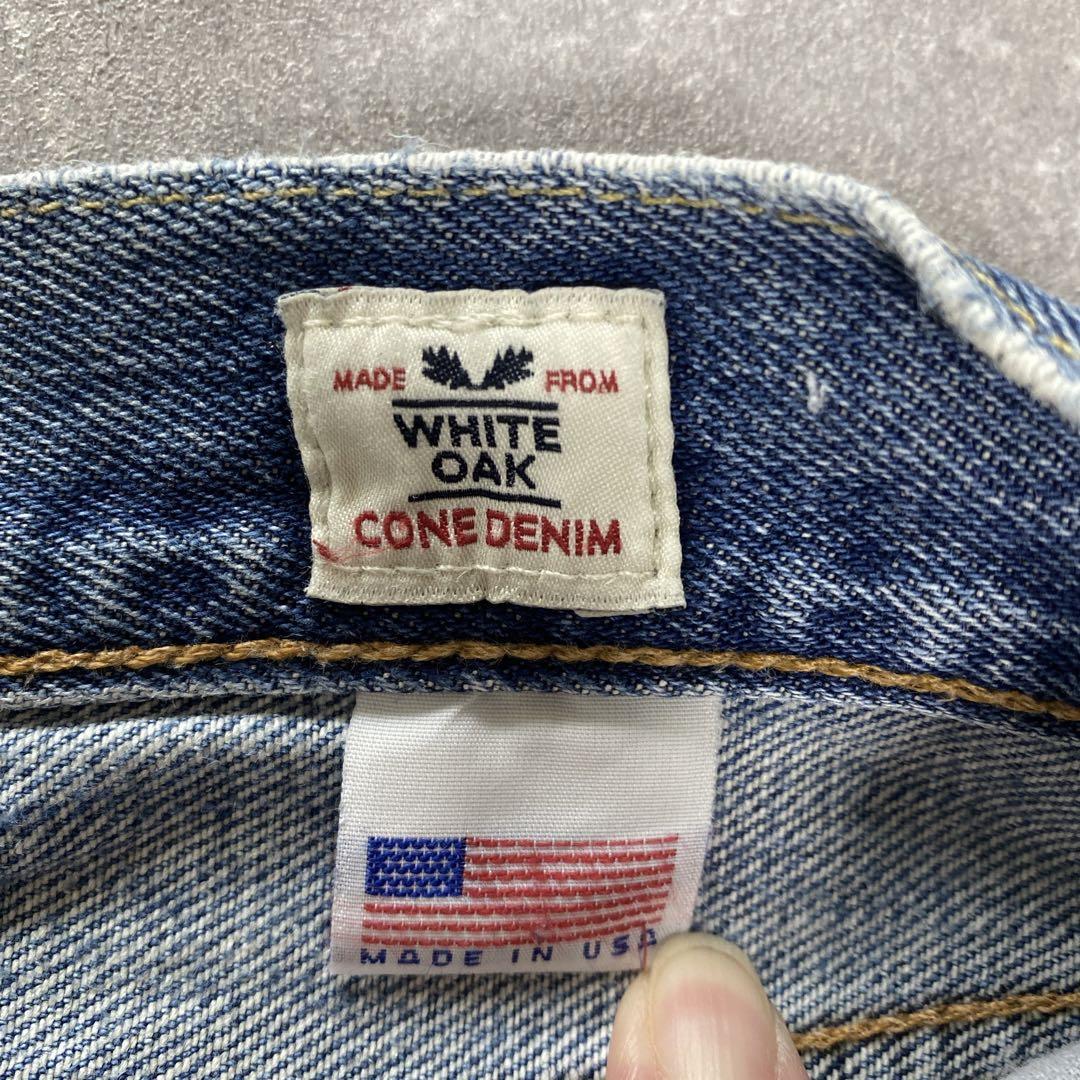 MADE FROM
WHITE
OAK
CONE DENIM
MADE IN USA